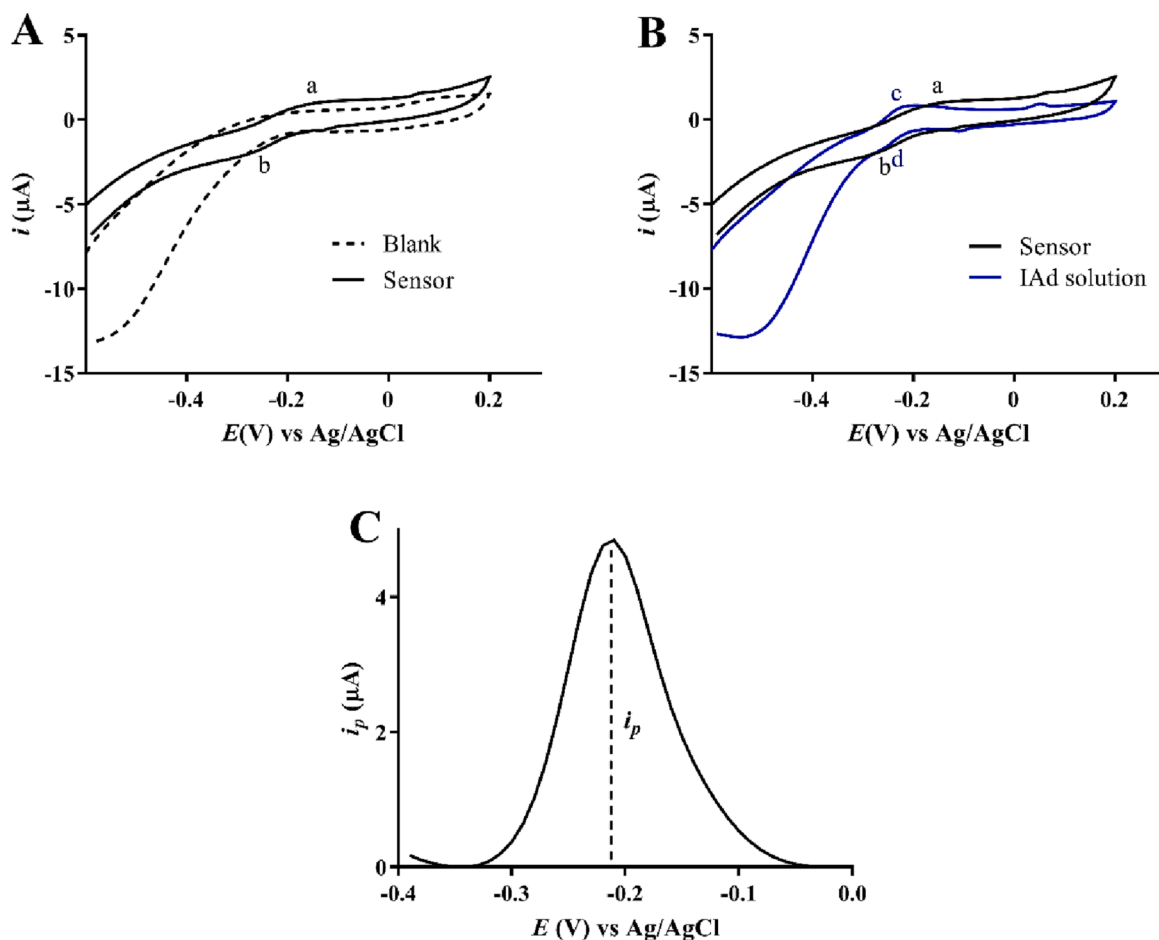 A
5
0
-5
-10
-15
i (μA)
a
b
Blank
Sensor
-0.4
-0.2
0
0.2
E(V) vs Ag/AgCl
B
5
0
-5
-10
-15
i (μA)
c
a
b
d
Sensor
IAd solution
-0.4
-0.2
0
0.2
E(V) vs Ag/AgCl
C
4
2
0
i_p (μA)
i_p
-0.4
-0.3
-0.2
-0.1
0.0
E (V) vs Ag/AgCl